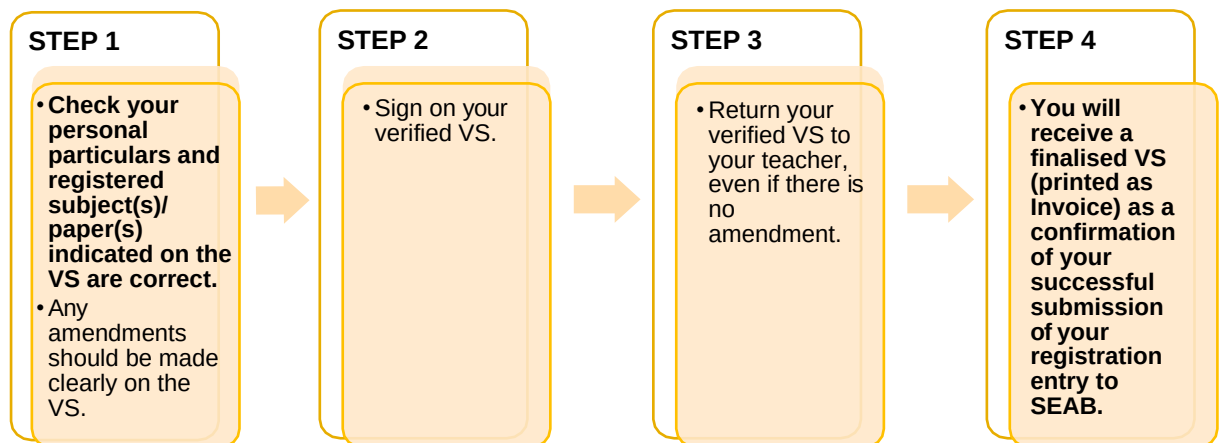 STEP 1
• Check your
personal
particulars and
registered
subject(s)/
paper(s)
indicated on the
VS are correct.
• Any
amendments
should be made
clearly on the
VS.
STEP 2
• Sign on your
verified VS.
STEP 3
• Return your
verified VS to
your teacher,
even if there is
no
amendment.
STEP 4
• You will
receive a
finalised VS
(printed as
Invoice) as a
confirmation
of your
successful
submission
of your
registration
entry to
SEAB.